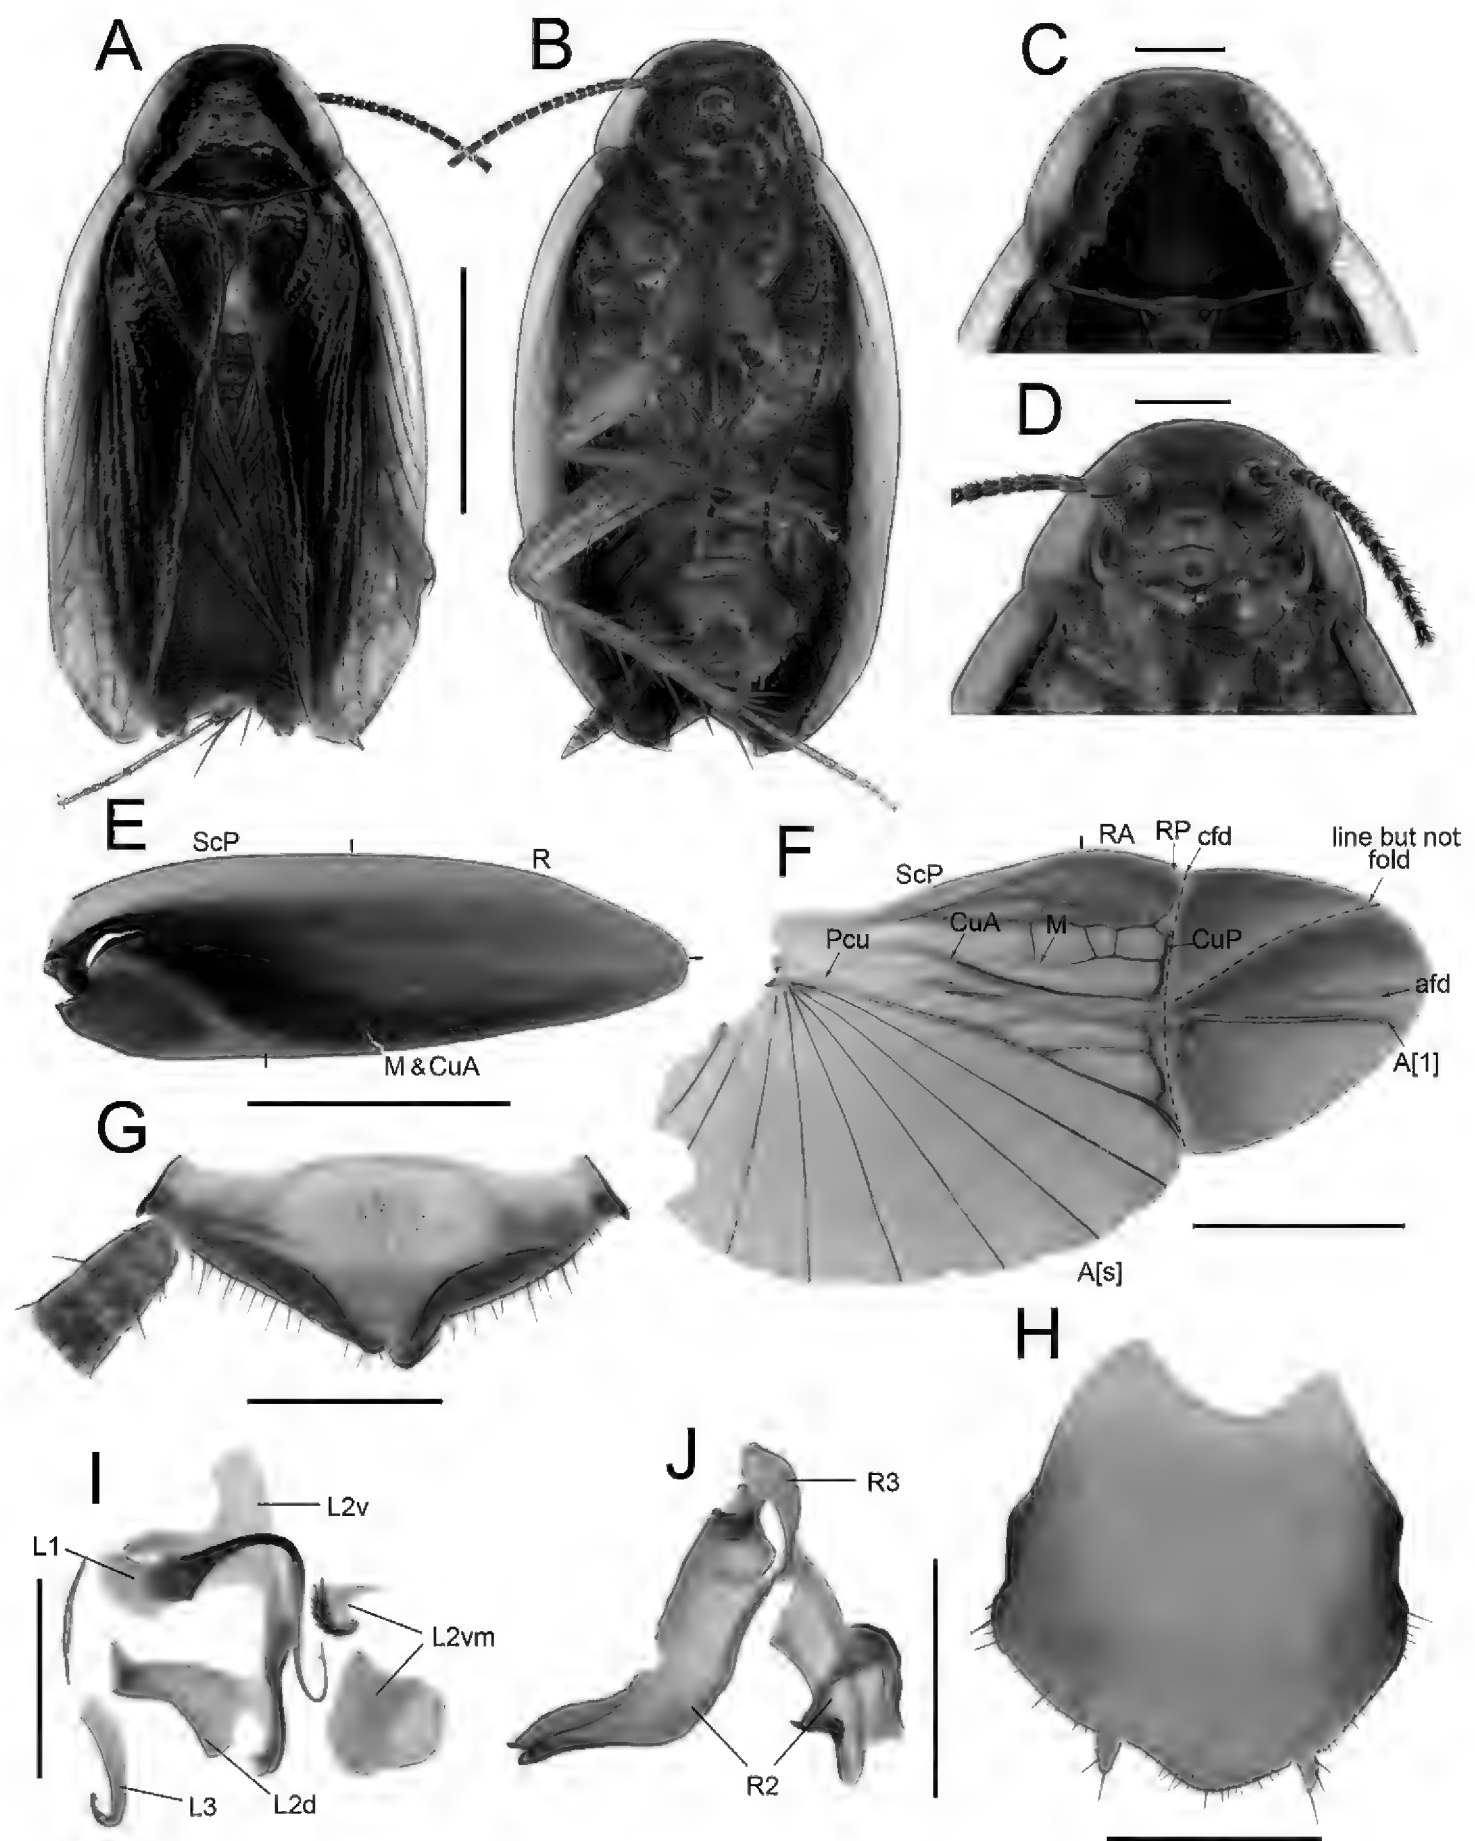 A
B
C
D
E
ScP
R
M & CuA
F
ScP
RA
RP
cfd
line but not
fold
Pcu
CuA
M
CuP
afd
A[1]
A[s]
G
H
I
L1
L2v
L2vm
L3
L2d
J
R3
R2